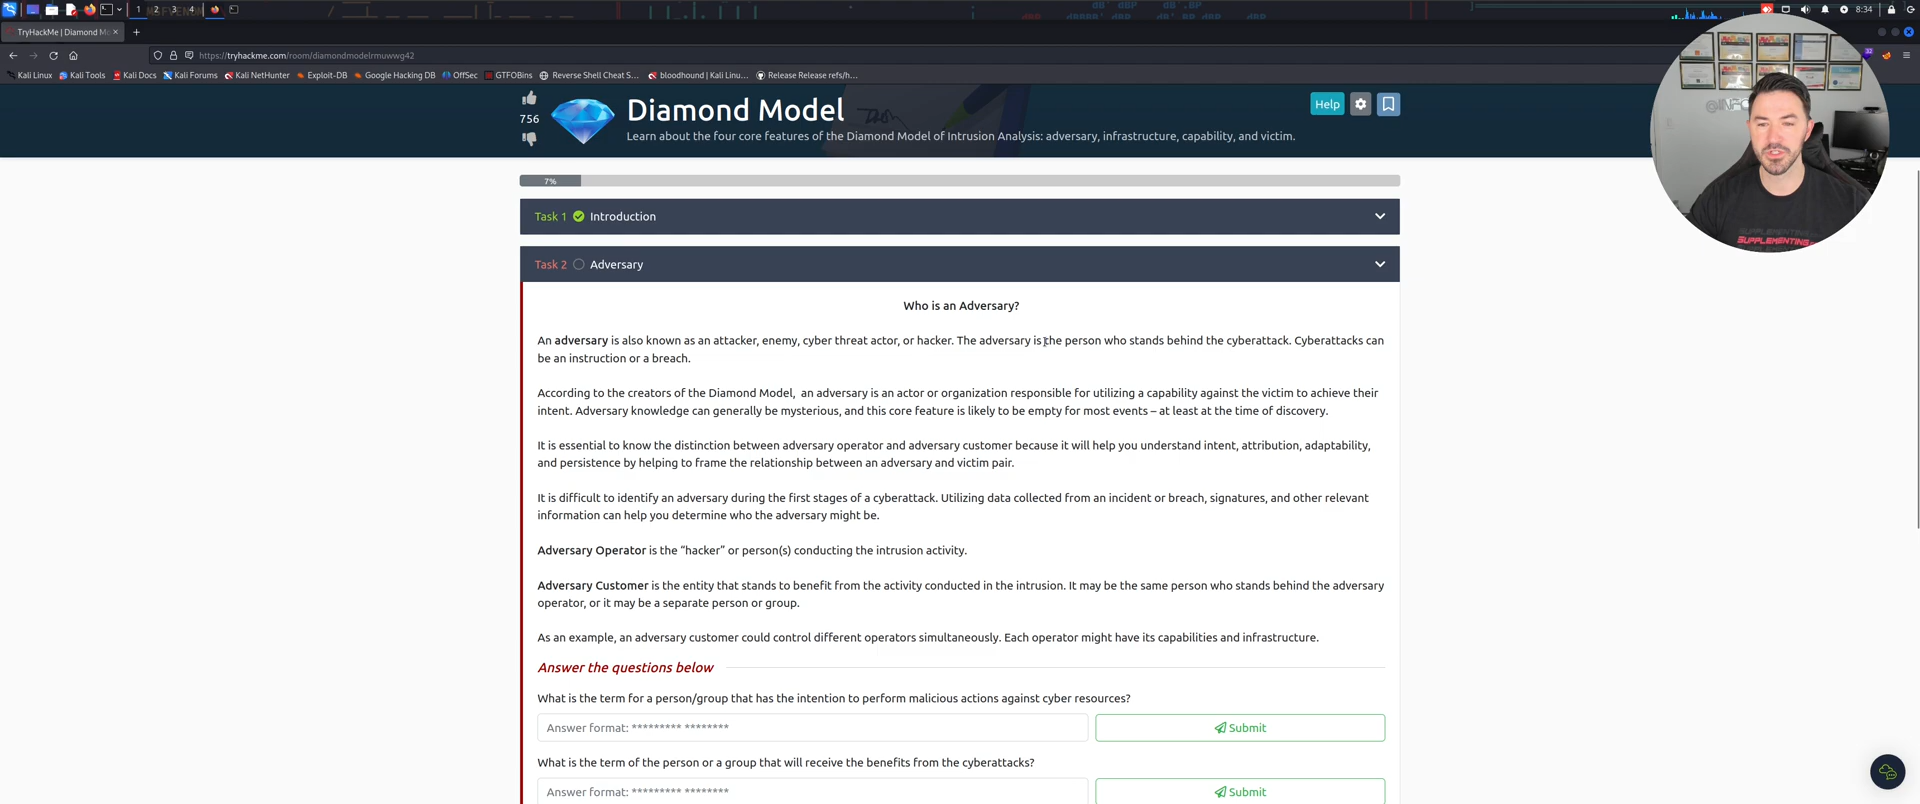 1 2 3 4 8:34
TryHackMe | Diamond Mo
https://tryhackme.com/room/diamondmodelrmuwwg42
Kali Linux Kali Tools Kali Docs Kali Forums Kali NetHunter Exploit-DB Google Hacking DB OffSec GTFOBins Reverse Shell Cheat S... bloodhound | Kali Linu... Release Release refs/h...
756
Diamond Model
Help
Learn about the four core features of the Diamond Model of Intrusion Analysis: adversary, infrastructure, capability, and victim.
7%
Task 1 Introduction
Task 2 Adversary
Who is an Adversary?
An adversary is also known as an attacker, enemy, cyber threat actor, or hacker. The adversary is the person who stands behind the cyberattack. Cyberattacks can
be an instruction or a breach.
According to the creators of the Diamond Model, an adversary is an actor or organization responsible for utilizing a capability against the victim to achieve their
intent. Adversary knowledge can generally be mysterious, and this core feature is likely to be empty for most events – at least at the time of discovery.
It is essential to know the distinction between adversary operator and adversary customer because it will help you understand intent, attribution, adaptability,
and persistence by helping to frame the relationship between an adversary and victim pair.
It is difficult to identify an adversary during the first stages of a cyberattack. Utilizing data collected from an incident or breach, signatures, and other relevant
information can help you determine who the adversary might be.
Adversary Operator is the “hacker” or person(s) conducting the intrusion activity.
Adversary Customer is the entity that stands to benefit from the activity conducted in the intrusion. It may be the same person who stands behind the adversary
operator, or it may be a separate person or group.
As an example, an adversary customer could control different operators simultaneously. Each operator might have its capabilities and infrastructure.
Answer the questions below
What is the term for a person/group that has the intention to perform malicious actions against cyber resources?
Answer format: ********* ******** Submit
What is the term of the person or a group that will receive the benefits from the cyberattacks?
Answer format: ********* ******** Submit